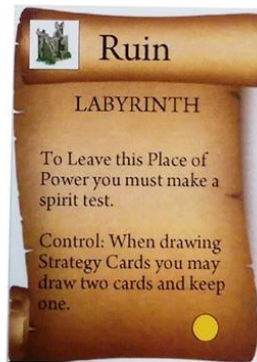 Ruin
LABYRINTH
To Leave this Place of
Power you must make a
spirit test.
Control: When drawing
Strategy Cards you may
draw two cards and keep
one.